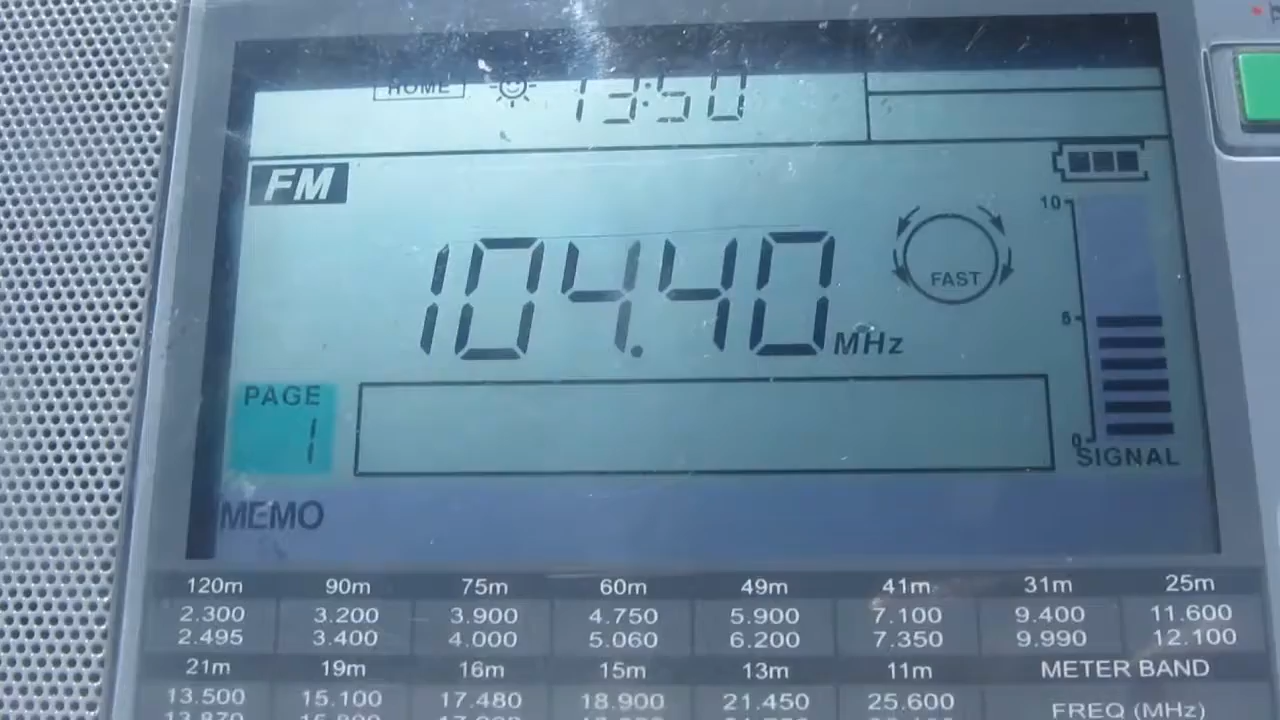 HOME 13:50
FM
10
104.40 MHz
FAST
5
PAGE
1
0
SIGNAL
MEMO
120m 90m 75m 60m 49m 41m 31m 25m
2.300 3.200 3.900 4.750 5.900 7.100 9.400 11.600
2.495 3.400 4.000 5.060 6.200 7.350 9.990 12.100
21m 19m 16m 15m 13m 11m METER BAND
13.500 15.100 17.480 18.900 21.450 25.600 FREQ (MHz)
13.870